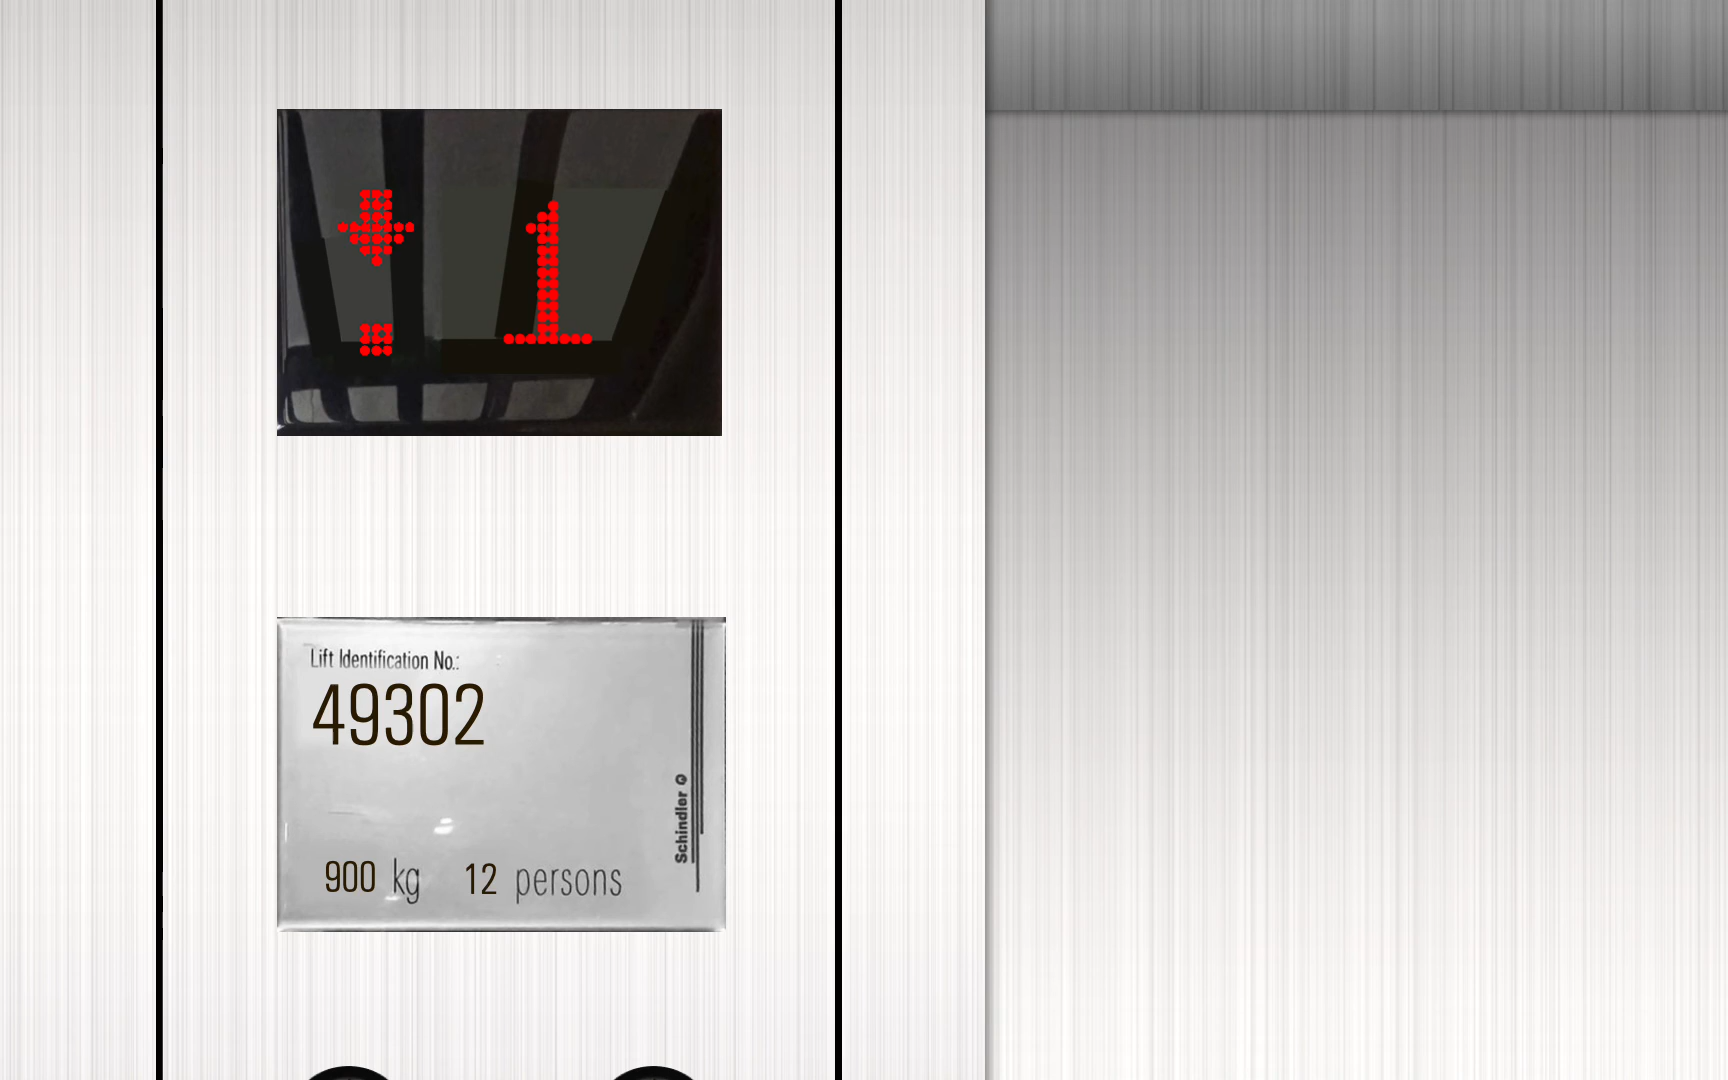 1
Lift Identification No.:
49302
Schindler
900 kg 12 persons